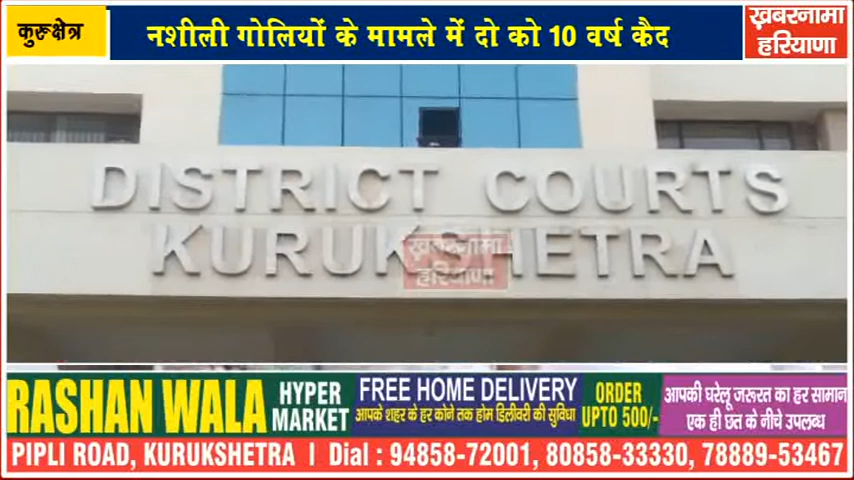 कुरुक्षेत्र
नशीली गोलियों के मामले में दो को 10 वर्ष कैद
ख़बरनामा
हरियाणा
DISTRICT COURTS
KURUKSHETRA
ख़बरनामा
हरियाणा
RASHAN WALA
HYPER
MARKET
FREE HOME DELIVERY
आपके शहर के हर कोने तक होम डिलीवरी की सुविधा
ORDER
UPTO 500/-
आपकी घरेलू जरूरत का हर सामान
एक ही छत के नीचे उपलब्ध
PIPLI ROAD, KURUKSHETRA I Dial : 94858-72001, 80858-33330, 78889-53467